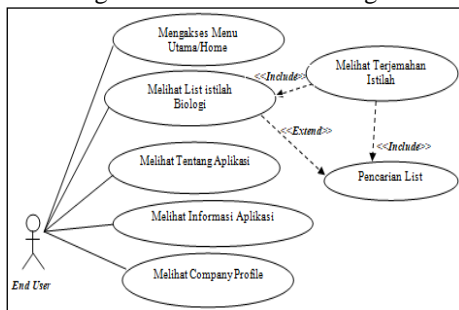 Mengakses Menu
Utama/Home
Melihat Terjemahan
Istilah
<<Include>>
Melihat List istilah
Biologi
<<Extend>>
<<Include>>
Melihat Tentang Aplikasi
Pencarian List
Melihat Informasi Aplikasi
Melihat Company Profile
End User